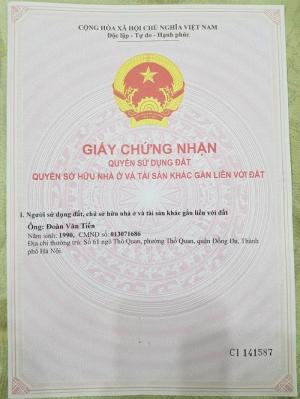 CỘNG HÒA XÃ HỘI CHỦ NGHĨA VIỆT NAM
Độc lập - Tự do - Hạnh phúc
GIẤY CHỨNG NHẬN
QUYỀN SỬ DỤNG ĐẤT
QUYỀN SỞ HỮU NHÀ Ở VÀ TÀI SẢN KHÁC GẮN LIỀN VỚI ĐẤT
I. Người sử dụng đất, chủ sở hữu nhà ở và tài sản khác gắn liền với đất
Ông: Đoàn Văn Tiến
Năm sinh: 1990, CMND số: 013071686
Địa chỉ thường trú: Số 61 ngõ Thổ Quan, phường Thổ Quan, quận Đống Đa, Thành
phố Hà Nội.
CI 141587